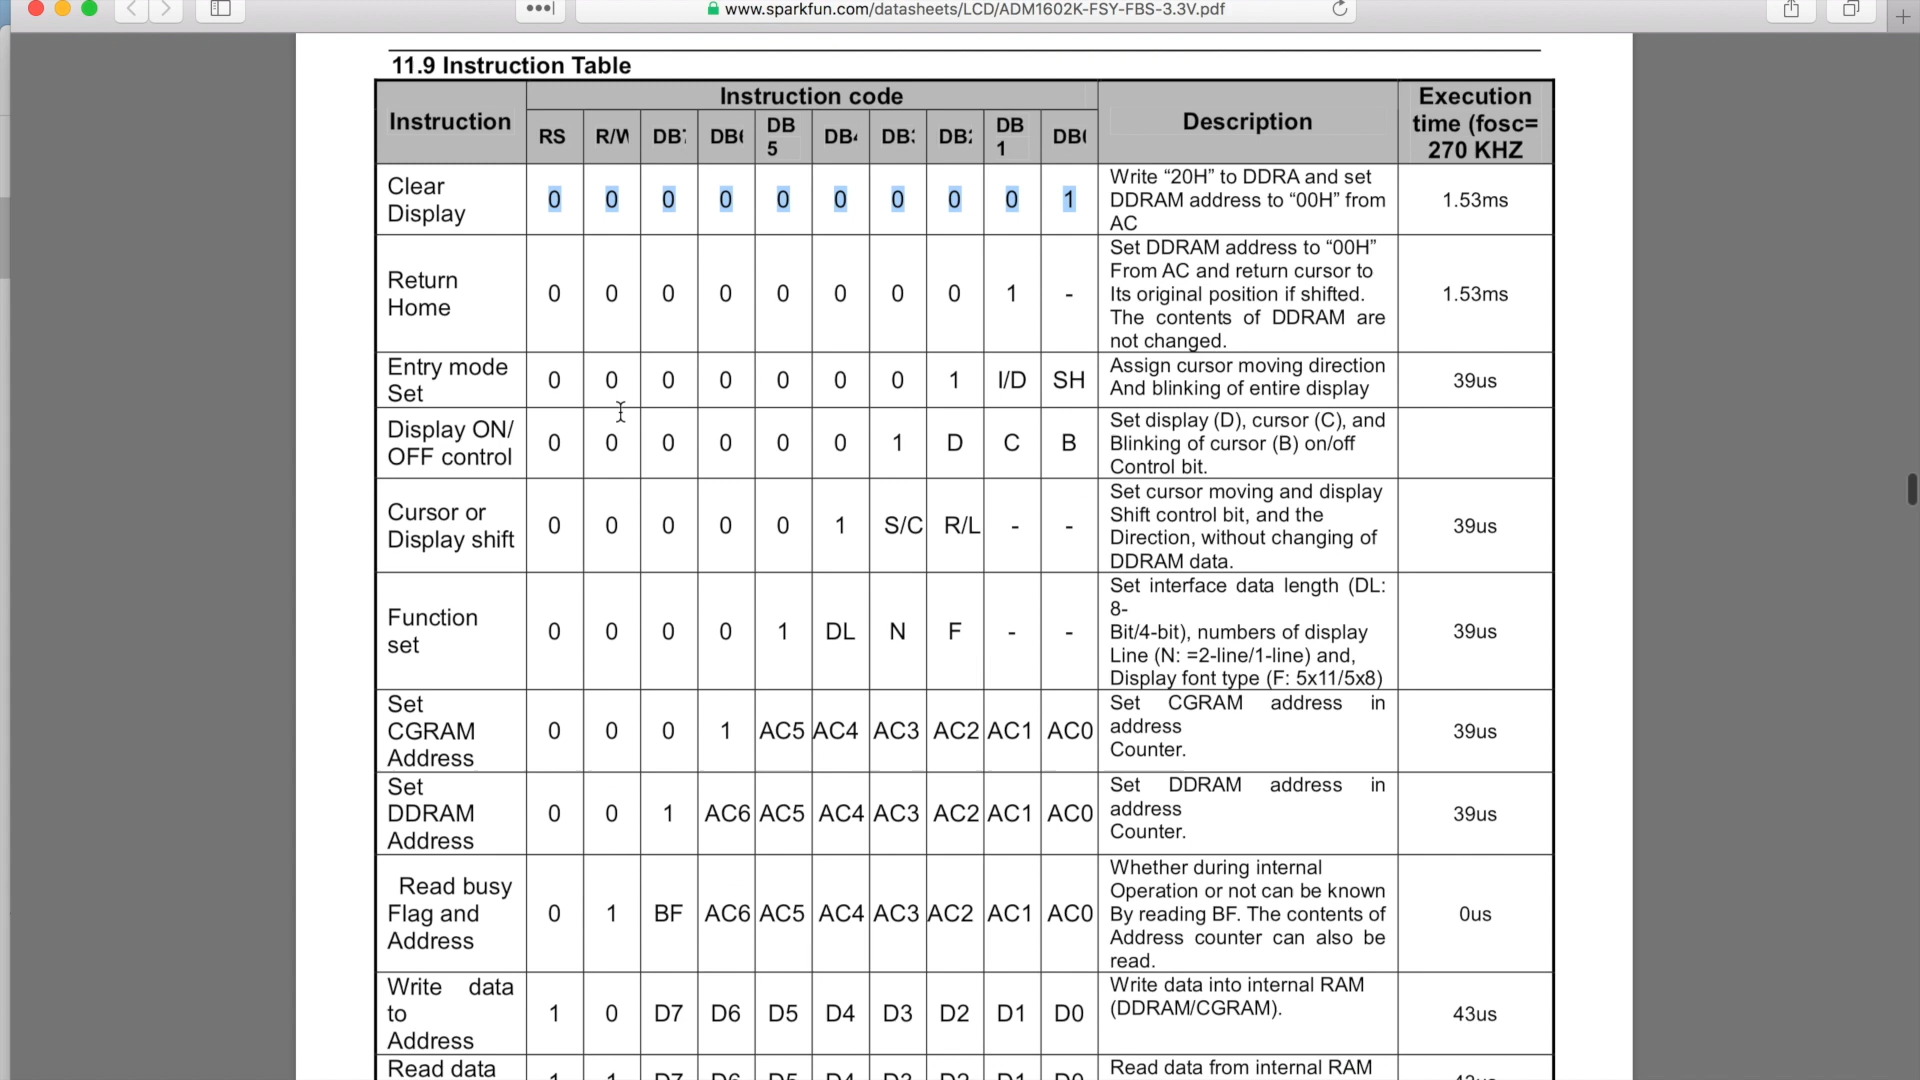 www.sparkfun.com/datasheets/LCD/ADM1602K-FSY-FBS-3.3V.pdf
11.9 Instruction Table
Instruction
Instruction code
RS R/W DB DB DB 5 DB DB DB DB 1 DB
Description
Execution
time (fosc=
270 KHZ
Clear
Display
0 0 0 0 0 0 0 0 0 1
Write “20H” to DDRA and set
DDRAM address to “00H” from
AC
1.53ms
Return
Home
0 0 0 0 0 0 0 0 1 -
Set DDRAM address to “00H”
From AC and return cursor to
Its original position if shifted.
The contents of DDRAM are
not changed.
1.53ms
Entry mode
Set
0 0 0 0 0 0 0 1 I/D SH
Assign cursor moving direction
And blinking of entire display
39us
Display ON/
OFF control
0 0 0 0 0 0 1 D C B
Set display (D), cursor (C), and
Blinking of cursor (B) on/off
Control bit.
Cursor or
Display shift
0 0 0 0 0 1 S/C R/L - -
Set cursor moving and display
Shift control bit, and the
Direction, without changing of
DDRAM data.
39us
Function
set
0 0 0 0 1 DL N F - -
Set interface data length (DL:
8-
Bit/4-bit), numbers of display
Line (N: =2-line/1-line) and,
Display font type (F: 5x11/5x8)
39us
Set
CGRAM
Address
0 0 0 1 AC5 AC4 AC3 AC2 AC1 AC0
Set CGRAM address in
address
Counter.
39us
Set
DDRAM
Address
0 0 1 AC6 AC5 AC4 AC3 AC2 AC1 AC0
Set DDRAM address in
address
Counter.
39us
Read busy
Flag and
Address
0 1 BF AC6 AC5 AC4 AC3 AC2 AC1 AC0
Whether during internal
Operation or not can be known
By reading BF. The contents of
Address counter can also be
read.
0us
Write data
to
Address
1 0 D7 D6 D5 D4 D3 D2 D1 D0
Write data into internal RAM
(DDRAM/CGRAM).
43us
Read data
1 1 D7 D6 D5 D4 D3 D2 D1 D0
Read data from internal RAM